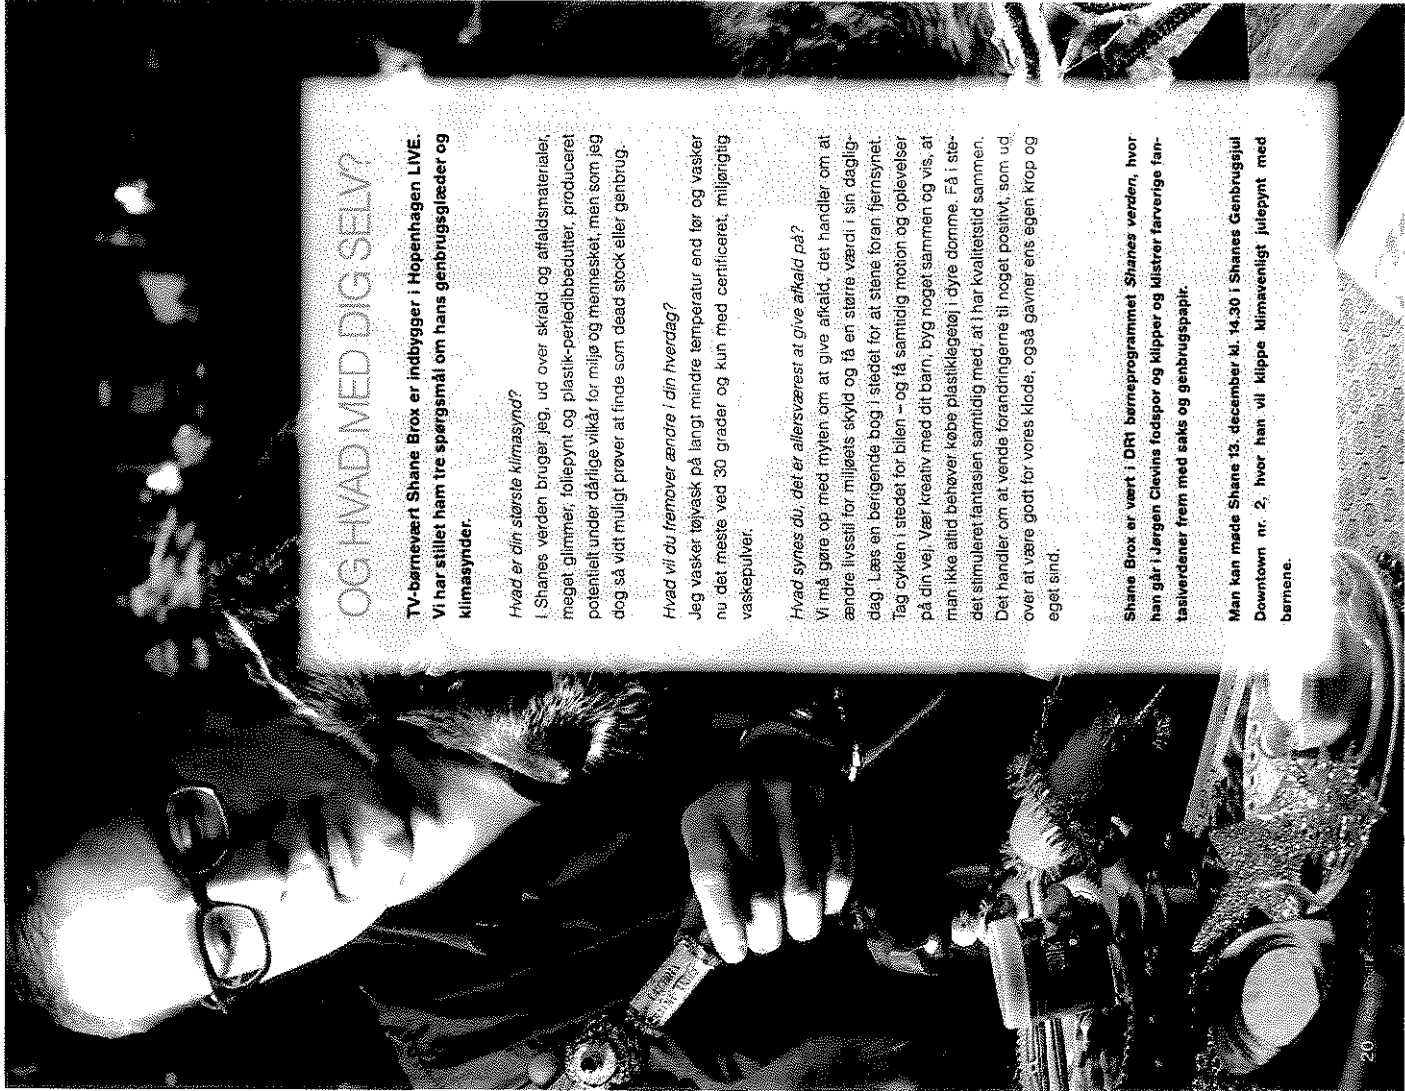 OG HVAD MED DIG SELV?
TV-børnevært Shane Brox er indbygger i Hopenhagen LIVE.
Vi har stillet ham tre spørgsmål om hans genbrugsglæder og
klimasynder.
Hvad er din største klimasynd?
I Shanes verden bruger jeg, ud over skrald og affaldsmaterialer,
meget glimmer, foliepynt og plastik-perledibbedutter, produceret
potentielt under dårlige vilkår for miljø og mennesket, men som jeg
dog så vidt muligt prøver at finde som dead stock eller genbrug.
Hvad vil du fremover ændre i din hverdag?
Jeg vasker tøjvask på langt mindre temperatur end før og vasker
nu det meste ved 30 grader og kun med certificeret, miljørigtig
vaskepulver.
Hvad synes du, det er allersværest at give afkald på?
Vi må gøre op med myten om at give afkald, det handler om at
ændre livsstil for miljøets skyld og få en større værdi i sin daglig-
dag. Læs en berigende bog i stedet for at stene foran fjernsynet.
Tag cyklen i stedet for bilen – og få samtidig motion og oplevelser
på din vej. Vær kreativ med dit barn, byg noget sammen og vis, at
man ikke altid behøver købe plastiklegetøj i dyre domme. Få i ste-
det stimuleret fantasien samtidig med, at I har kvalitetstid sammen.
Det handler om at vende forandringerne til noget positivt, som ud
over at være godt for vores klode, også gavner ens egen krop og
eget sind.
Shane Brox er vært i DR1 børneprogrammet Shanes verden, hvor
han går i Jørgen Clevins fodspor og klipper og klistrer farverige fan-
tasiverdener frem med saks og genbrugspapir.
Man kan møde Shane 13. december kl. 14.30 i Shanes Genbrugsjul
Downtown nr. 2, hvor han vil klippe klimavenligt julepynt med
børnene.
20